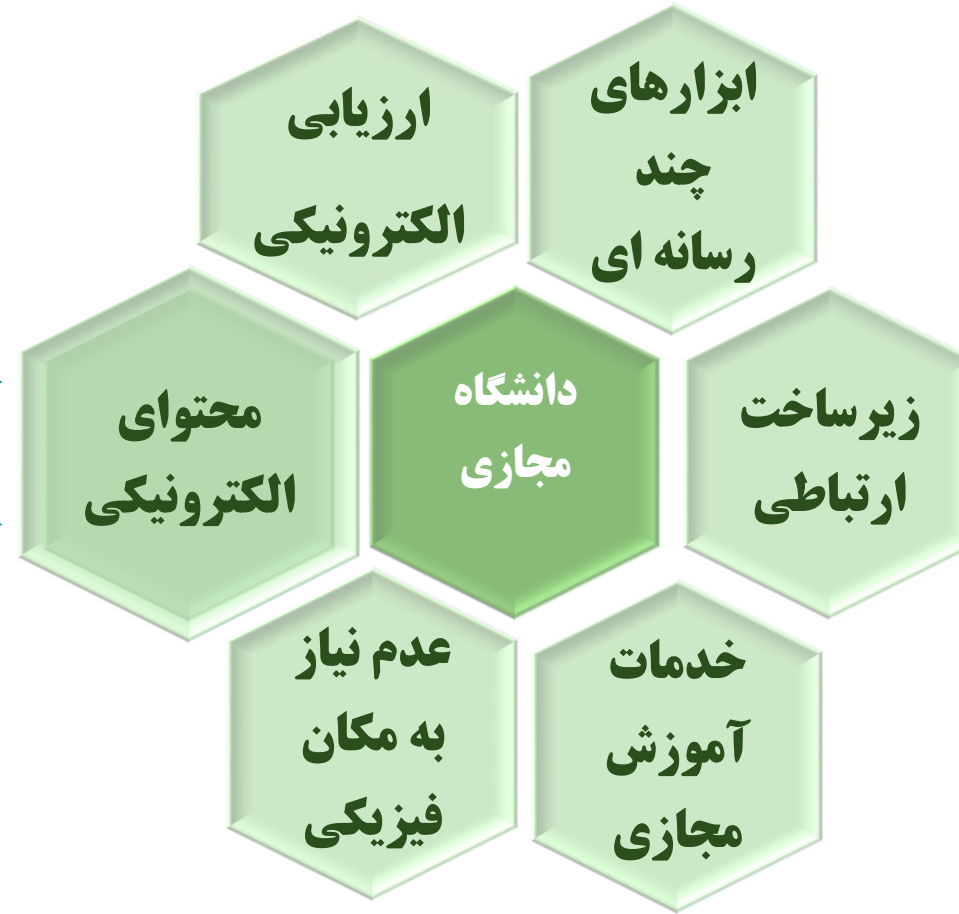 ابزارهای
چند
رسانه ای
ارزیابی
الکترونیکی
زیرساخت
ارتباطی
دانشگاه
مجازی
محتوای
الکترونیکی
خدمات
آموزش
مجازی
عدم نیاز
به مکان
فیزیکی